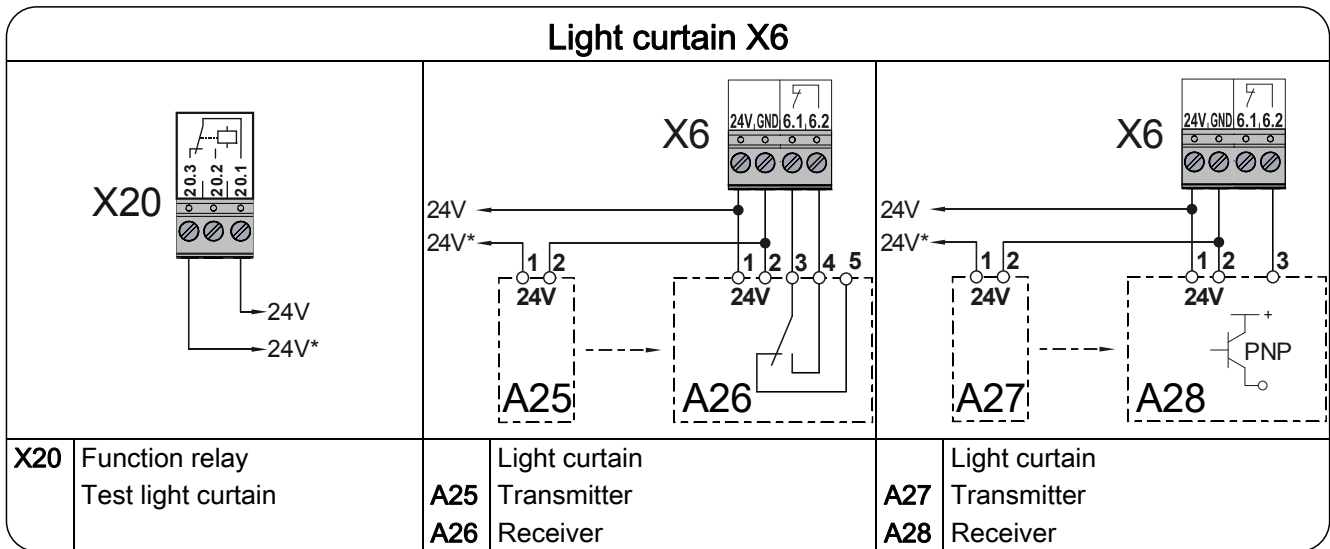 Light curtain X6
X20
20.3 20.2 20.1
24V
24V*
X6
24V GND 6.1 6.2
24V
24V*
1 2
24V
A25
1 2 3 4 5
24V
A26
X6
24V GND 6.1 6.2
24V
24V*
1 2
24V
A27
1 2 3
24V
+
PNP
A28
X20 Function relay
Test light curtain
Light curtain
A25 Transmitter
A26 Receiver
Light curtain
A27 Transmitter
A28 Receiver